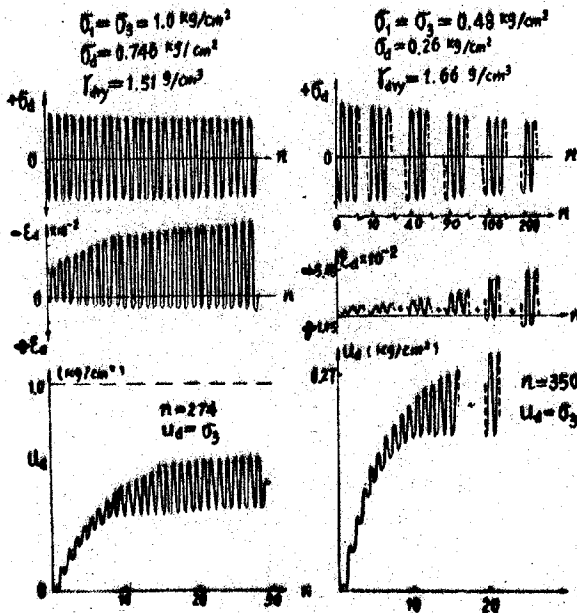 σ₁ = σ₃ = 1.0 kg/cm²
σd = 0.746 kg/cm²
γdry = 1.51 g/cm³
+σd
0
n
-εd ×10⁻²
0
n
+εd
(kg/cm²)
1.0
n=274
ud = σ₃
ud
0
10
20
30
n
σ₁ = σ₃ = 0.48 kg/cm²
σd = 0.26 kg/cm²
γdry = 1.66 g/cm³
+σd
0
n
0
10
40
90
100
200
εd ×10⁻²
n
ud (kg/cm²)
0.27
n=350
ud = σ₃
10
20